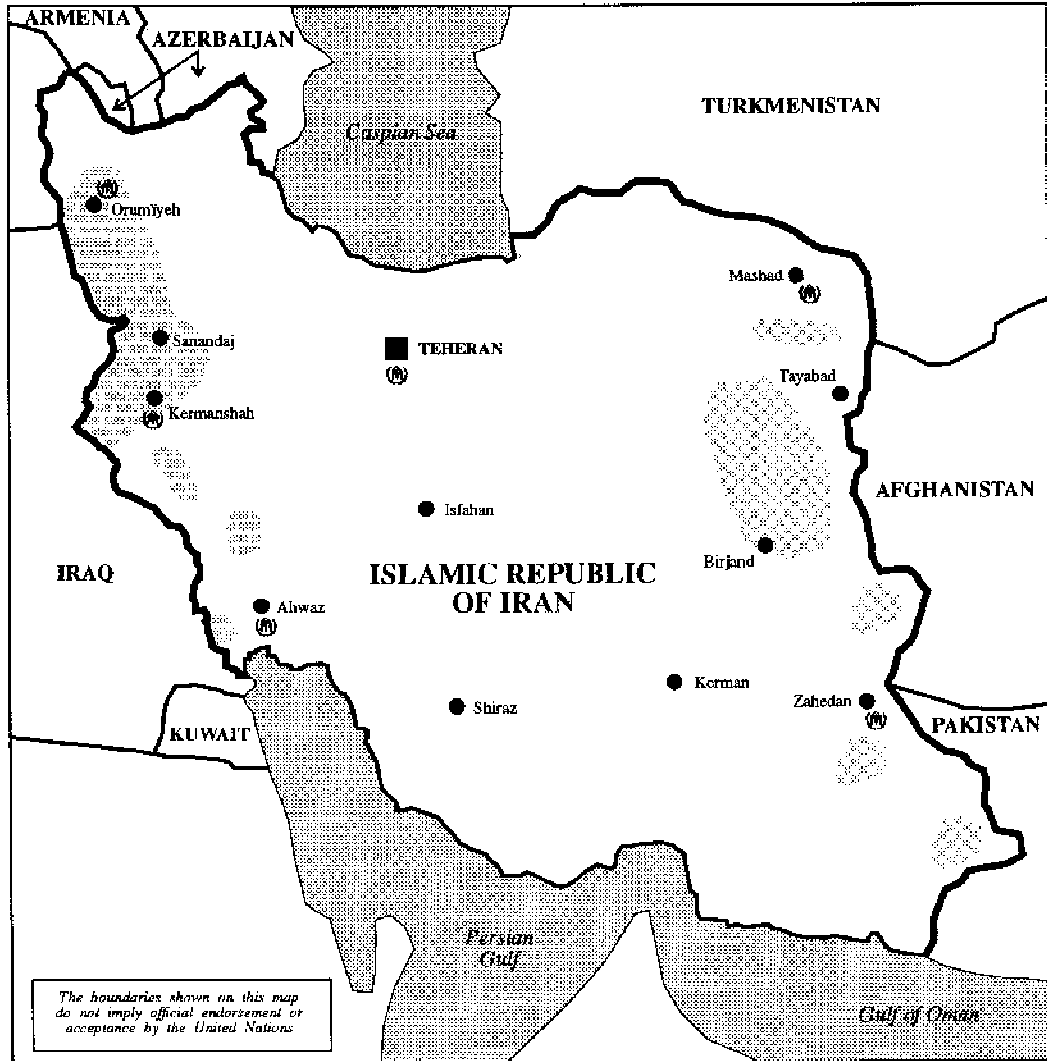 ARMENIA
AZERBAIJAN
Caspian Sea
TURKMENISTAN
Orumïyeh
Mashad
Sanandaj
TEHERAN
Tayabad
Kermanshah
AFGHANISTAN
Isfahan
Birjand
IRAQ
ISLAMIC REPUBLIC
OF IRAN
Ahwaz
Kerman
Zahedan
Shiraz
PAKISTAN
KUWAIT
Persian
Gulf
The boundaries shown on this map
do not imply official endorsement or
acceptance by the United Nations
Gulf of Oman